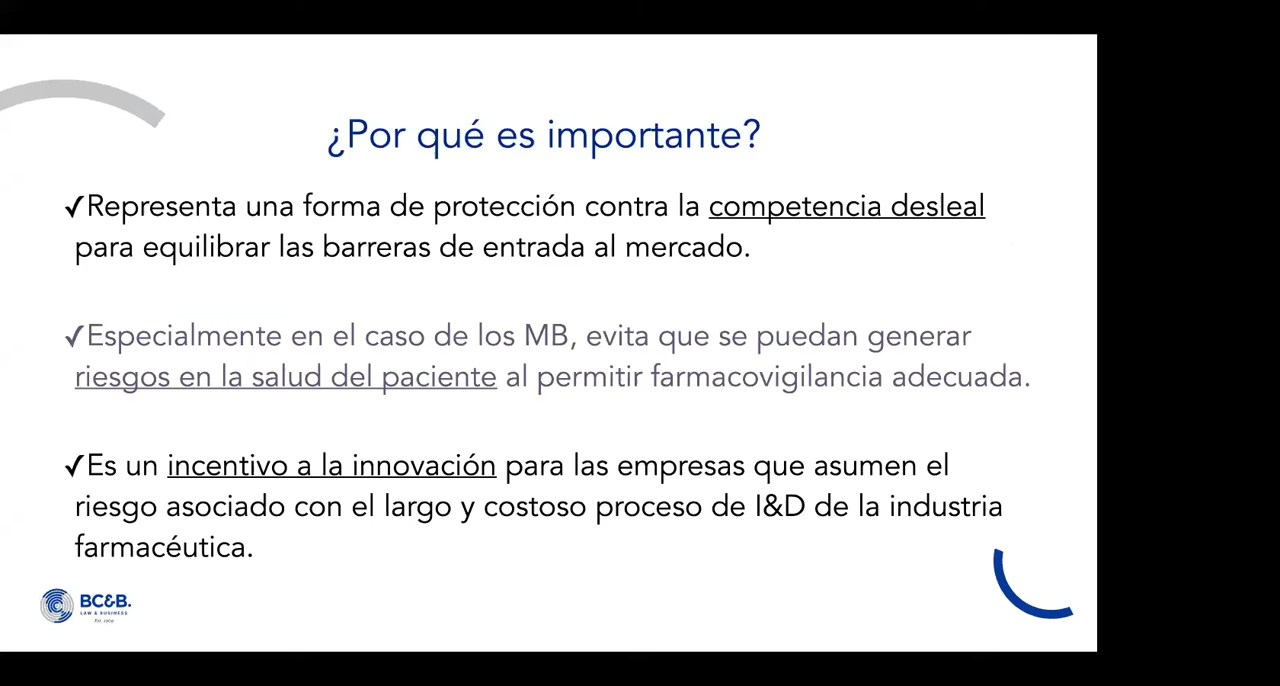 ¿Por qué es importante?
✓Representa una forma de protección contra la competencia desleal
para equilibrar las barreras de entrada al mercado.
✓Especialmente en el caso de los MB, evita que se puedan generar
riesgos en la salud del paciente al permitir farmacovigilancia adecuada.
✓Es un incentivo a la innovación para las empresas que asumen el
riesgo asociado con el largo y costoso proceso de I&D de la industria
farmacéutica.
BC&B.
LAW & BUSINESS